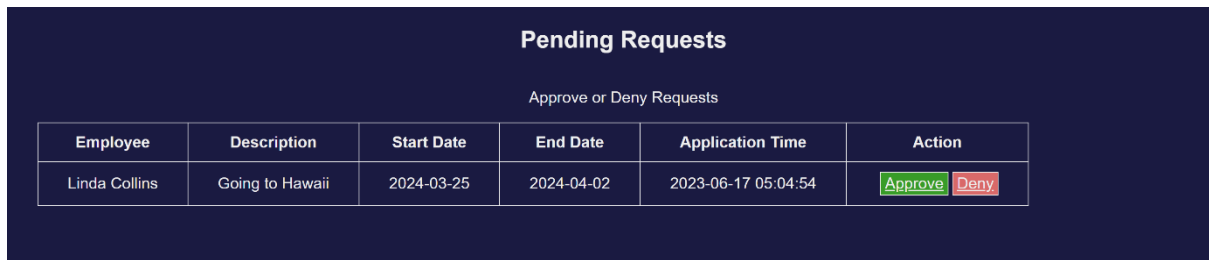 Pending Requests
Approve or Deny Requests
Employee Description Start Date End Date Application Time Action
Linda Collins Going to Hawaii 2024-03-25 2024-04-02 2023-06-17 05:04:54 Approve Deny